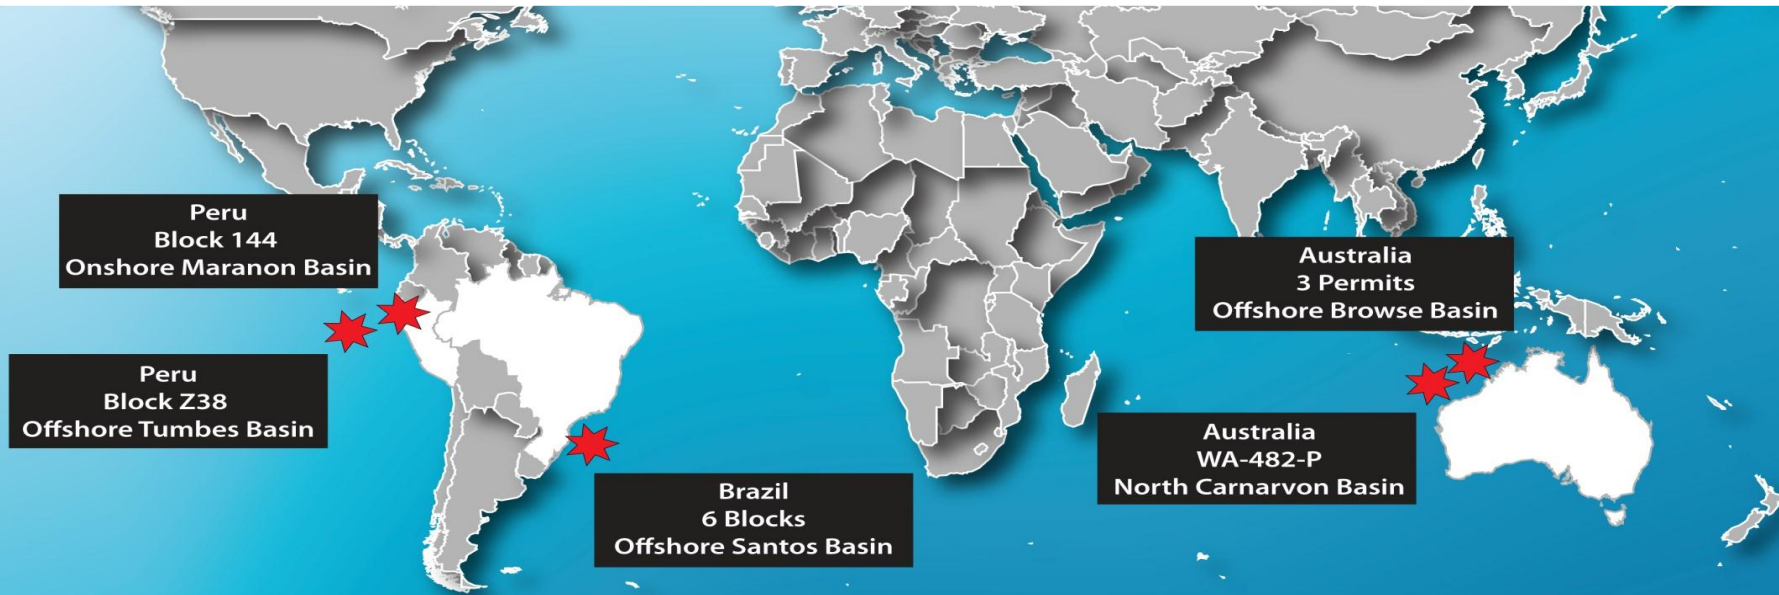 Peru
Block 144
Onshore Maranon Basin
Peru
Block Z38
Offshore Tumbes Basin
Brazil
6 Blocks
Offshore Santos Basin
Australia
3 Permits
Offshore Browse Basin
Australia
WA-482-P
North Carnarvon Basin